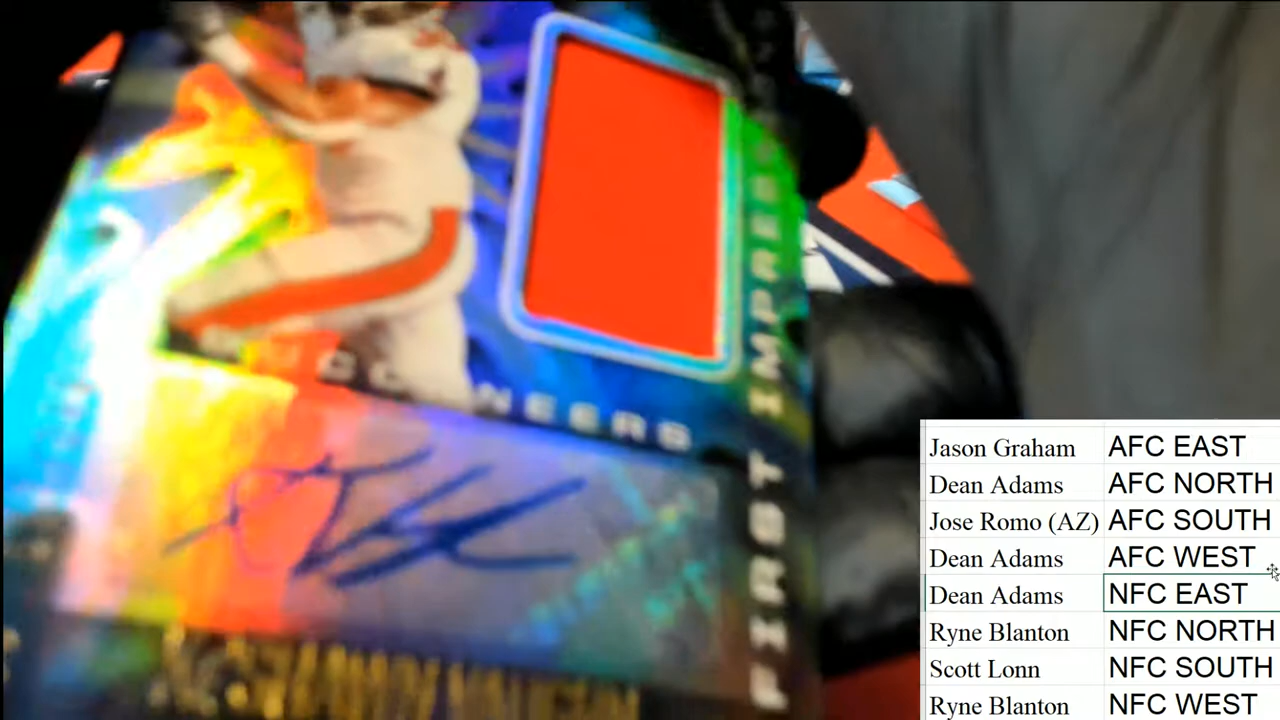 FIRST IMPRES
Jason Graham AFC EAST
Dean Adams AFC NORTH
Jose Romo (AZ) AFC SOUTH
Dean Adams AFC WEST
Dean Adams NFC EAST
Ryne Blanton NFC NORTH
Scott Lonn NFC SOUTH
Ryne Blanton NFC WEST